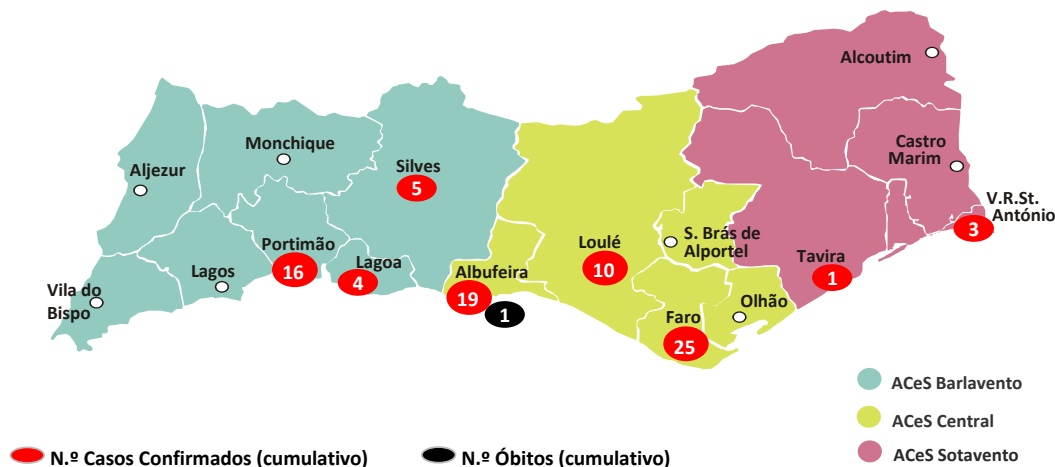 Alcoutim
Monchique
Castro
Marim
Silves
Aljezur
5
V.R.St.
António
3
S. Brás de
Alportel
Loulé
Portimão
Tavira
Lagoa
Albufeira
Lagos
10
16
1
4
Vila do
Bispo
19
1
Olhão
Faro
25
ACeS Barlavento
ACeS Central
ACeS Sotavento
N.º Casos Confirmados (cumulativo)
N.º Óbitos (cumulativo)